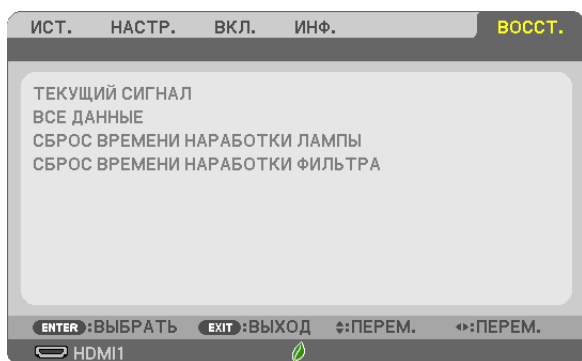 ИСТ. НАСТР. ВКЛ. ИНФ. ВОССТ.
ТЕКУЩИЙ СИГНАЛ
ВСЕ ДАННЫЕ
СБРОС ВРЕМЕНИ НАРАБОТКИ ЛАМПЫ
СБРОС ВРЕМЕНИ НАРАБОТКИ ФИЛЬТРА
ENTER:ВЫБРАТЬ EXIT:ВЫХОД :ПЕРЕМ. :ПЕРЕМ.
HDMI1